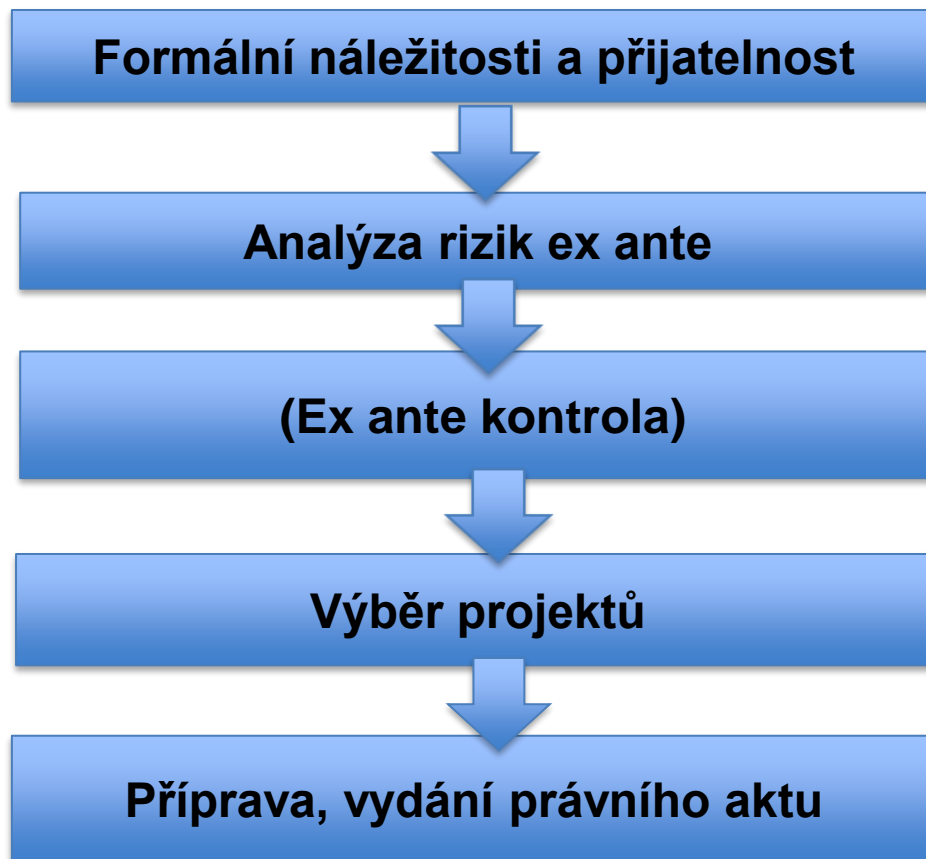 Formální náležitosti a přijatelnost
Analýza rizik ex ante
(Ex ante kontrola)
Výběr projektů
Příprava, vydání právního aktu